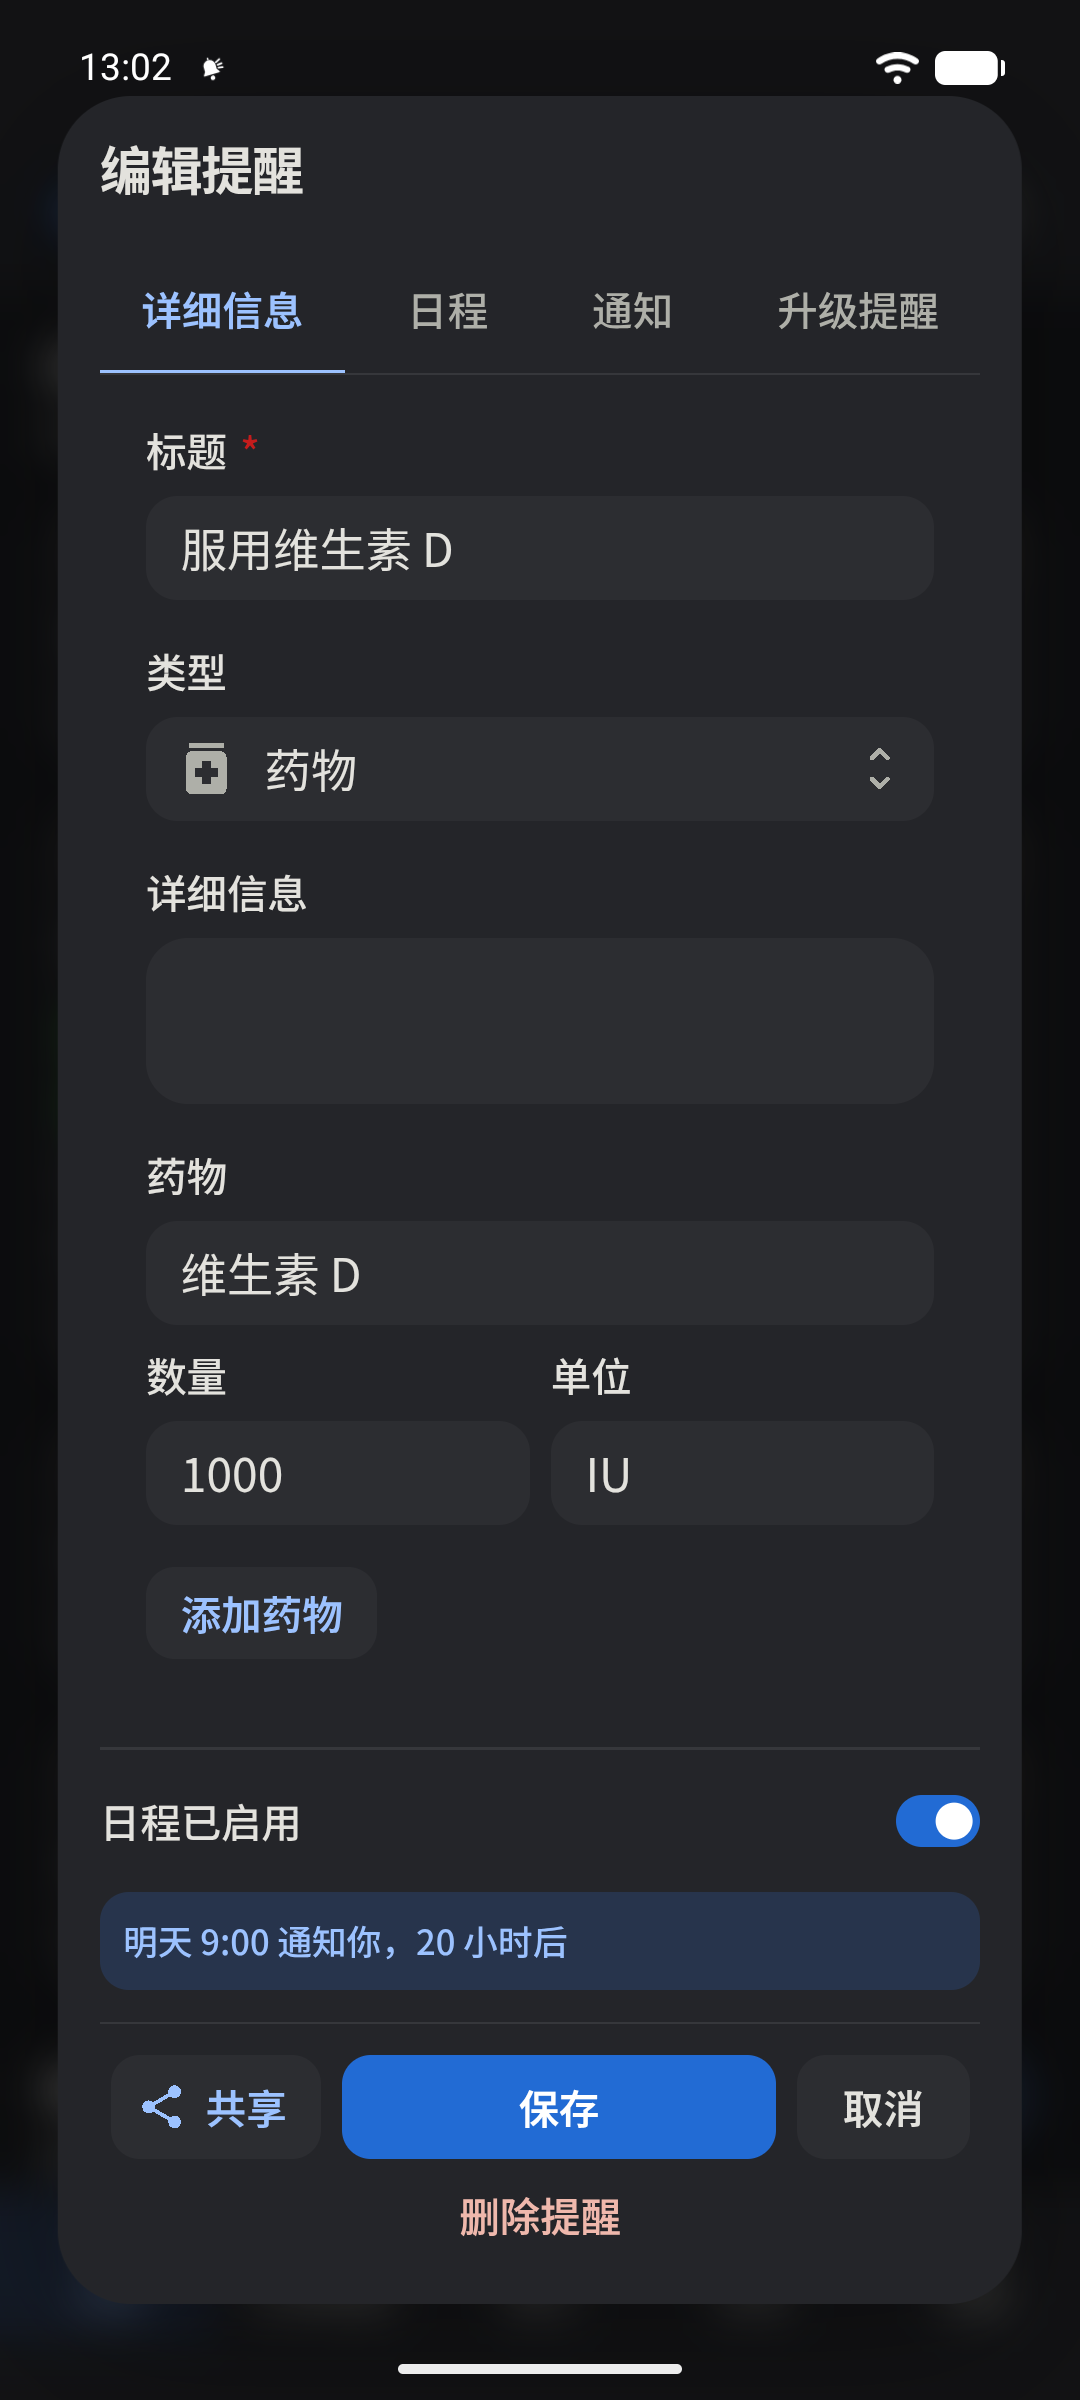 13:02
编辑提醒
详细信息 日程 通知 升级提醒
标题 *
服用维生素 D
类型
药物
详细信息
药物
维生素 D
数量 单位
1000 IU
添加药物
日程已启用
明天 9:00 通知你，20 小时后
共享 保存 取消
删除提醒